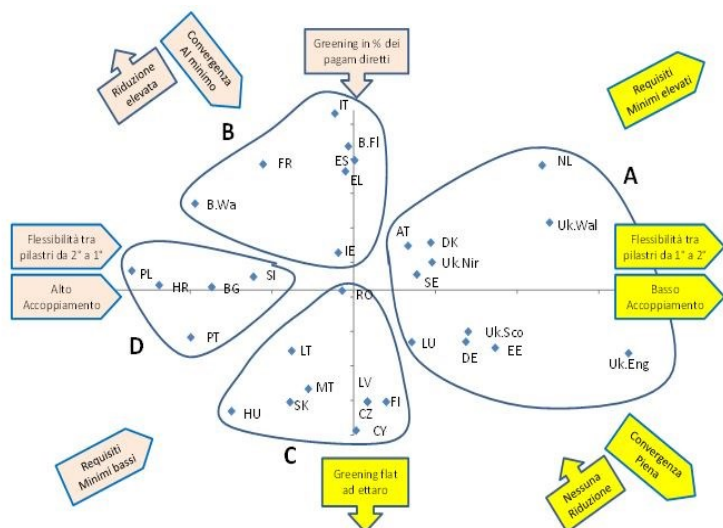 Convergenza
Al minimo
Riduzione
elevata
Greening in % dei
pagam diretti
Requisiti
Minimi elevati
IT
B
B.Fl
FR
ES
EL
NL
A
B.Wa
Uk.Wal
Flessibilità tra
pilastri da 2° a 1°
AT
DK
IE
Uk.Nir
Flessibilità tra
pilastri da 1° a 2°
PL
SI
SE
HR
BG
RO
Alto
Accoppiamento
Basso
Accoppiamento
PT
D
LU
Uk.Sco
DE
EE
Uk.Eng
LT
MT
LV
SK
HU
CZ
FI
CY
C
Requisiti
Minimi bassi
Greening flat
ad ettaro
Nessuna
Riduzione
Convergenza
Piena